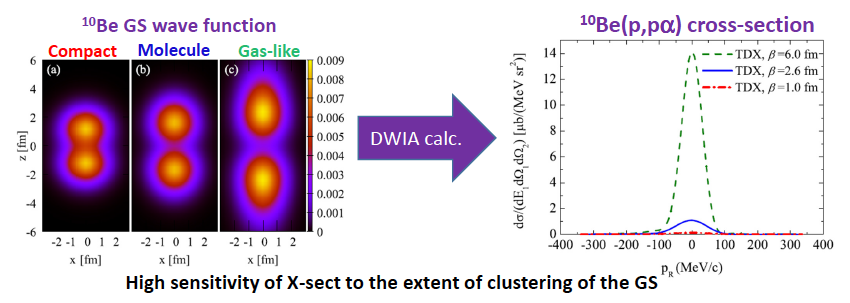 ¹⁰Be GS wave function
Compact Molecule Gas-like
(a) (b) (c)
z [fm]
6
4
2
0
-2
-4
-6
-2 -1 0 1 2
-2 -1 0 1 2
-2 -1 0 1 2
x [fm] x [fm] x [fm]
0.009
0.008
0.007
0.006
0.005
0.004
0.003
0.002
0.001
0
DWIA calc.
¹⁰Be(p,pα) cross-section
dσ/(dE₁dΩ₁dΩ₂) [μb/(MeV sr²)]
14
12
10
8
6
4
2
0
TDX, β=6.0 fm
TDX, β=2.6 fm
TDX, β=1.0 fm
-400 -300 -200 -100 0 100 200 300 400
p_R (MeV/c)
High sensitivity of X-sect to the extent of clustering of the GS